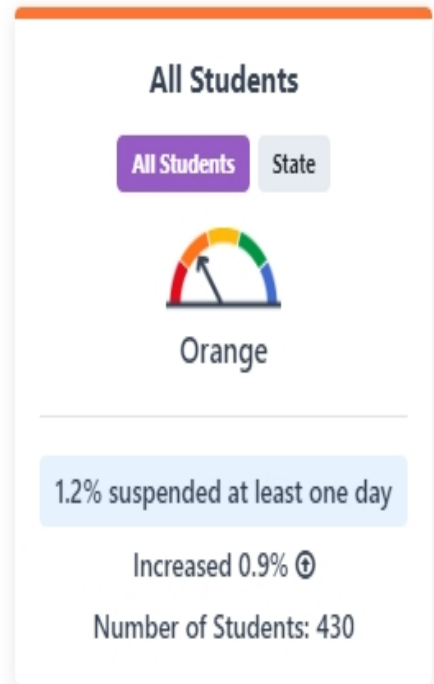 All Students
All Students State
Orange
1.2% suspended at least one day
Increased 0.9%
Number of Students: 430